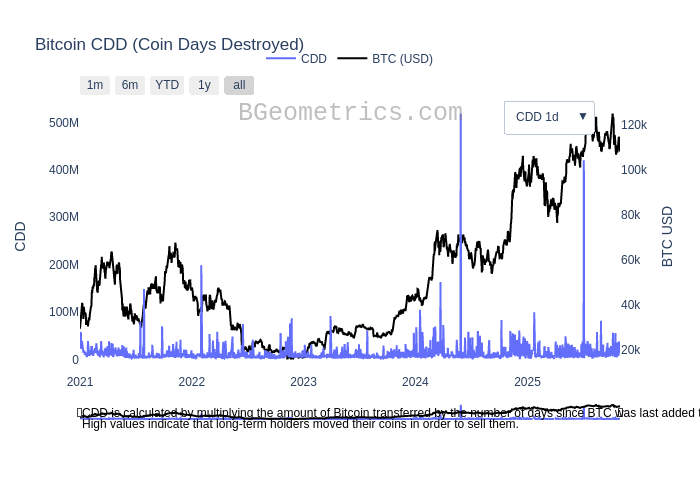 Bitcoin CDD (Coin Days Destroyed)
CDD BTC (USD)
1m 6m YTD 1y all
BGeometrics.com
CDD 1d ▼
500M
400M
300M
200M
100M
0
CDD
120k
100k
80k
60k
40k
20k
BTC USD
2021 2022 2023 2024 2025
CDD is calculated by multiplying the amount of Bitcoin transferred by the number of days since BTC was last added t
High values indicate that long-term holders moved their coins in order to sell them.